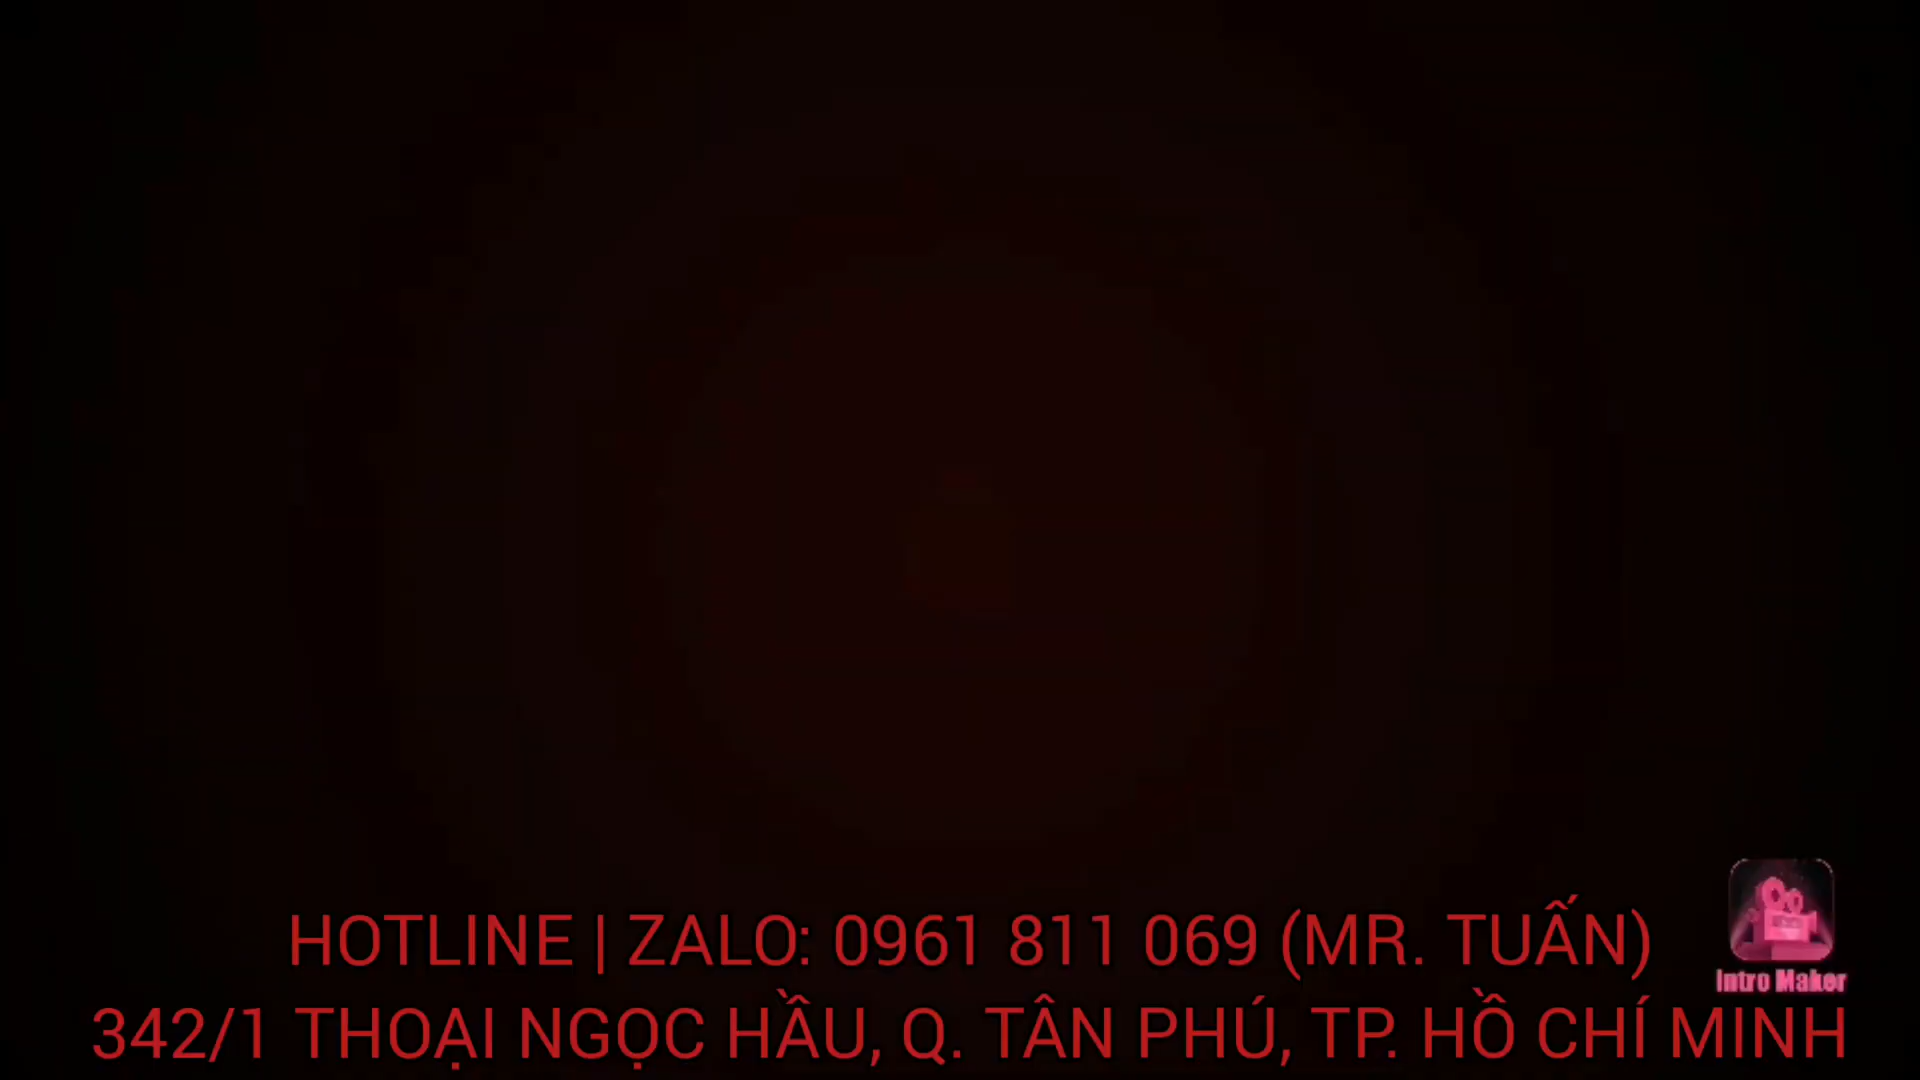 HOTLINE | ZALO: 0961 811 069 (MR. TUẤN)
Intro Maker
342/1 THOẠI NGỌC HẦU, Q. TÂN PHÚ, TP. HỒ CHÍ MINH